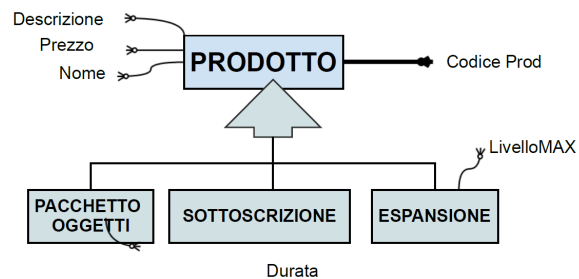 Descrizione
Prezzo
Nome
PRODOTTO
Codice Prod
LivelloMAX
PACCHETTO
OGGETTI
SOTTOSCRIZIONE
ESPANSIONE
Durata